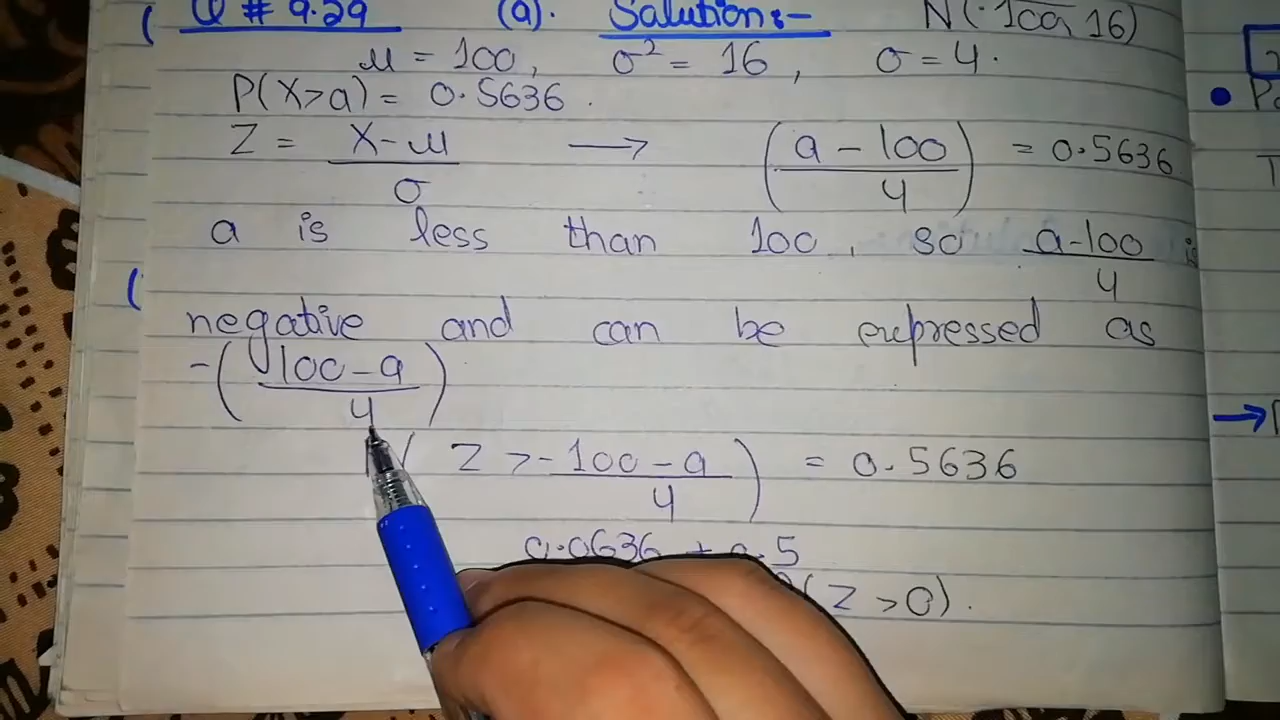 Q # 9.29 (a). Solution:- N(100, 16)
μ = 100, σ² = 16, σ = 4.
P(X>a) = 0.5636.
Z = X-μ/σ → (a-100/4) = 0.5636
a is less than 100, so a-100/4 is
negative and can be expressed as
-(100-a/4)
( Z > -100-a/4 ) = 0.5636
0.0636 + 0.5
(Z >0).